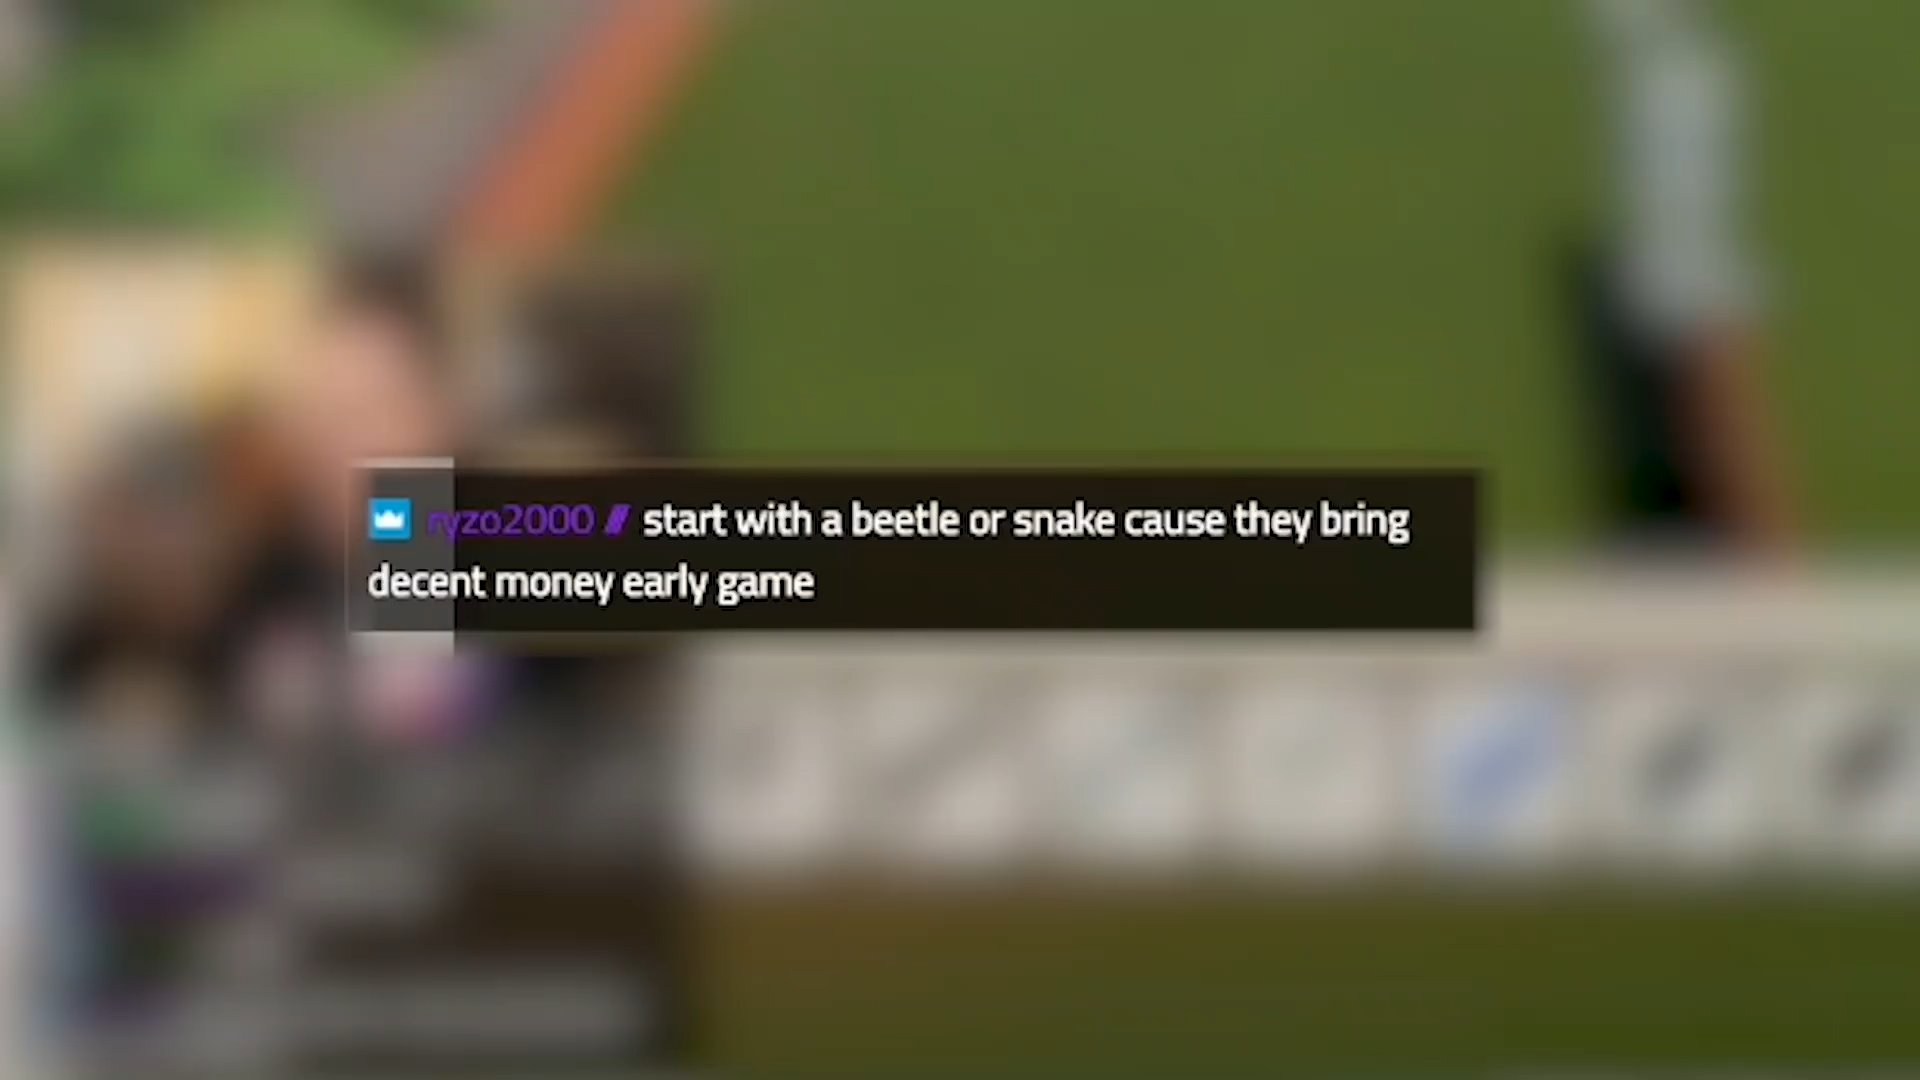 ryzo2000 // start with a beetle or snake cause they bring
decent money early game